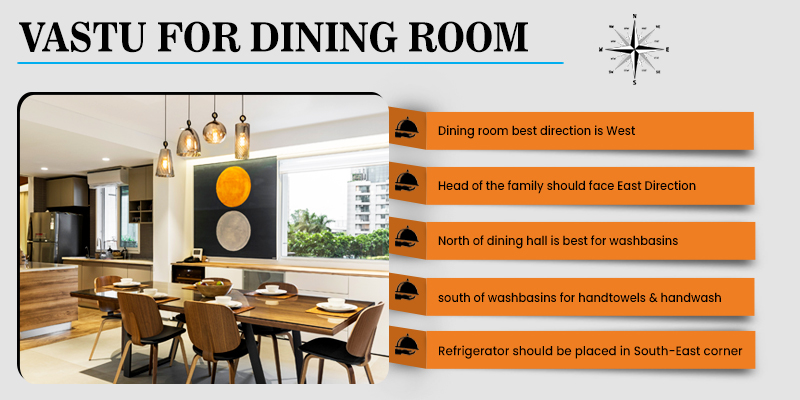 VASTU FOR DINING ROOM
N
W E
S
Dining room best direction is West
Head of the family should face East Direction
North of dining hall is best for washbasins
south of washbasins for handtowels & handwash
Refrigerator should be placed in South-East corner